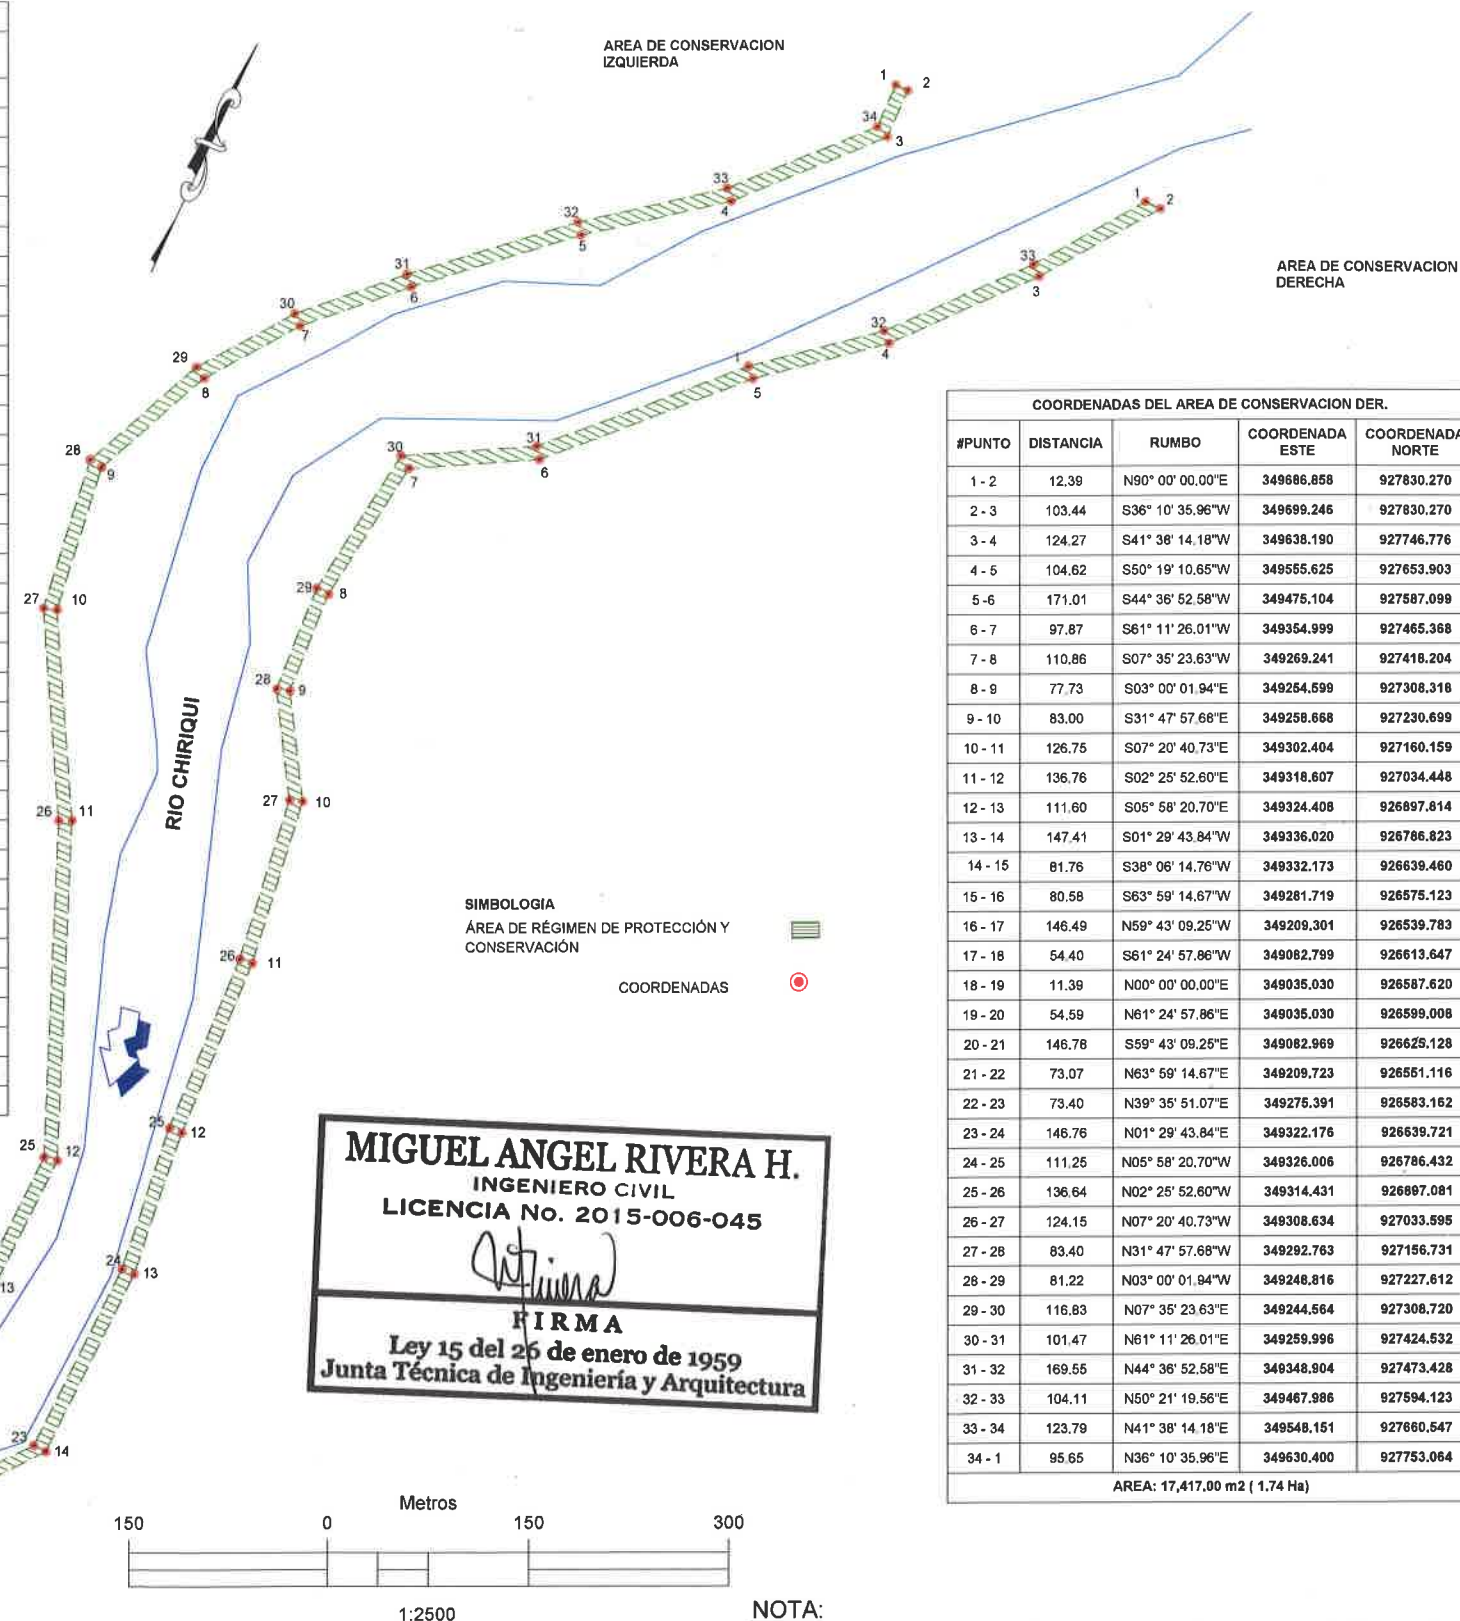 AREA DE CONSERVACION
IZQUIERDA
1 2
34 3
33 4
32 5
31 6
30 7
29 8
28 9
27 10
26 11
25 12
13
AREA DE CONSERVACION
DERECHA
1 2
33 3
32 4
1 5
31 6
30 7
29 8
28 9
27 10
26 11
25 12
24 13
23 14
RIO CHIRIQUI
SIMBOLOGIA
ÁREA DE RÉGIMEN DE PROTECCIÓN Y
CONSERVACIÓN
COORDENADAS
MIGUEL ANGEL RIVERA H.
INGENIERO CIVIL
LICENCIA No. 2015-006-045
FIRMA
Ley 15 del 26 de enero de 1959
Junta Técnica de Ingeniería y Arquitectura
Metros
150 0 150 300
1:2500
NOTA:
COORDENADAS DEL AREA DE CONSERVACION DER.
#PUNTO DISTANCIA RUMBO COORDENADA ESTE COORDENADA NORTE
1 - 2 12.39 N90° 00' 00.00"E 349686.858 927830.270
2 - 3 103.44 S36° 10' 35.96"W 349699.246 927830.270
3 - 4 124.27 S41° 38' 14.18"W 349638.190 927746.776
4 - 5 104.62 S50° 19' 10.65"W 349555.625 927653.903
5 -6 171.01 S44° 36' 52.58"W 349475.104 927587.099
6 - 7 97.87 S61° 11' 26.01"W 349354.999 927465.368
7 - 8 110.86 S07° 35' 23.63"W 349269.241 927418.204
8 - 9 77.73 S03° 00' 01.94"E 349254.599 927308.318
9 - 10 83.00 S31° 47' 57.68"E 349258.668 927230.699
10 - 11 126.75 S07° 20' 40.73"E 349302.404 927160.159
11 - 12 136.76 S02° 25' 52.60"E 349318.607 927034.448
12 - 13 111.60 S05° 58' 20.70"E 349324.408 926897.814
13 - 14 147.41 S01° 29' 43.84"W 349336.020 926786.823
14 - 15 81.76 S38° 06' 14.76"W 349332.173 926639.460
15 - 16 80.58 S63° 59' 14.67"W 349281.719 926575.123
16 - 17 146.49 N59° 43' 09.25"W 349209.301 926539.783
17 - 18 54.40 S61° 24' 57.86"W 349082.799 926613.647
18 - 19 11.39 N00° 00' 00.00"E 349035.030 926587.620
19 - 20 54.59 N61° 24' 57.86"E 349035.030 926599.008
20 - 21 146.78 S59° 43' 09.25"E 349082.969 926625.128
21 - 22 73.07 N63° 59' 14.67"E 349209.723 926551.116
22 - 23 73.40 N39° 35' 51.07"E 349275.391 926583.162
23 - 24 146.76 N01° 29' 43.84"E 349322.176 926639.721
24 - 25 111.25 N05° 58' 20.70"W 349326.006 926786.432
25 - 26 136.64 N02° 25' 52.60"W 349314.431 926897.081
26 - 27 124.15 N07° 20' 40.73"W 349308.634 927033.595
27 - 28 83.40 N31° 47' 57.68"W 349292.763 927156.731
28 - 29 81.22 N03° 00' 01.94"W 349248.816 927227.612
29 - 30 116.83 N07° 35' 23.63"E 349244.564 927308.720
30 - 31 101.47 N61° 11' 26.01"E 349259.996 927424.532
31 - 32 169.55 N44° 36' 52.58"E 349348.904 927473.428
32 - 33 104.11 N50° 21' 19.56"E 349467.986 927594.123
33 - 34 123.79 N41° 38' 14.18"E 349548.151 927660.547
34 - 1 95.65 N36° 10' 35.96"E 349630.400 927753.064
AREA: 17,417.00 m2 ( 1.74 Ha)